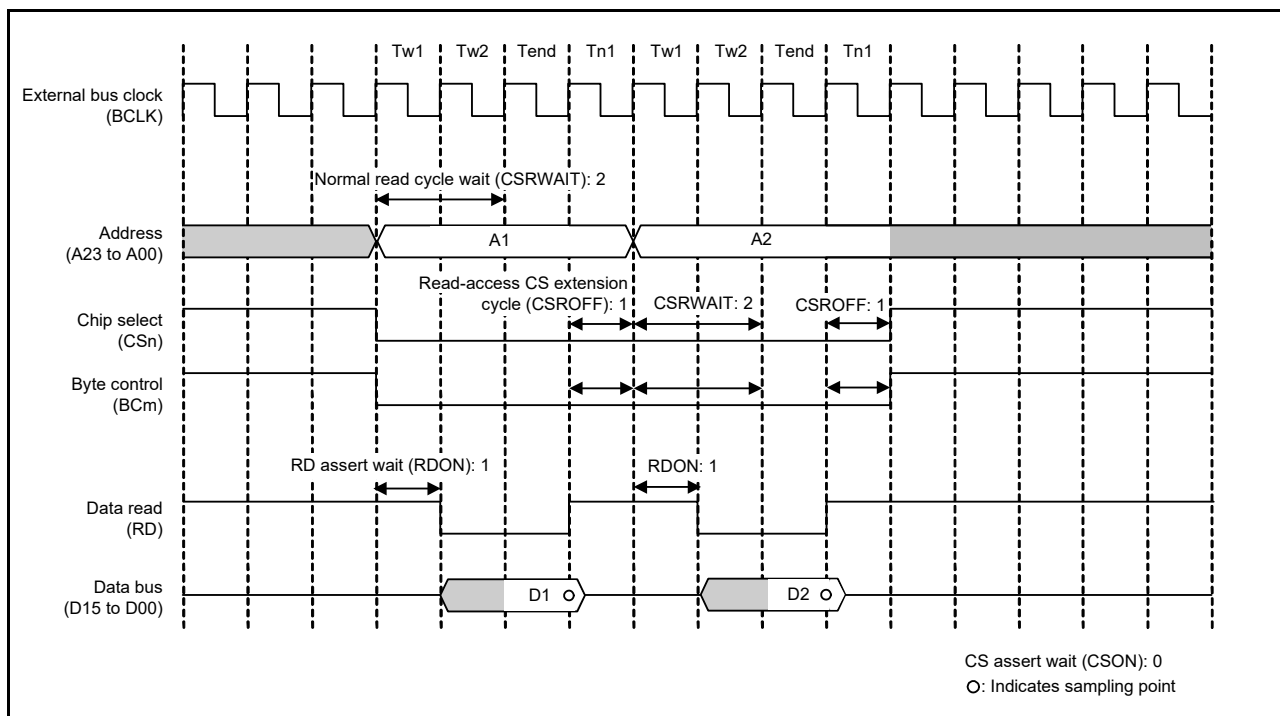 Tw1 Tw2 Tend Tn1 Tw1 Tw2 Tend Tn1
External bus clock
(BCLK)
Normal read cycle wait (CSRWAIT): 2
Address
(A23 to A00)
A1 A2
Read-access CS extension
cycle (CSROFF): 1
CSRWAIT: 2 CSROFF: 1
Chip select
(CSn)
Byte control
(BCm)
RD assert wait (RDON): 1 RDON: 1
Data read
(RD)
Data bus
(D15 to D00)
D1 D2
CS assert wait (CSON): 0
O: Indicates sampling point